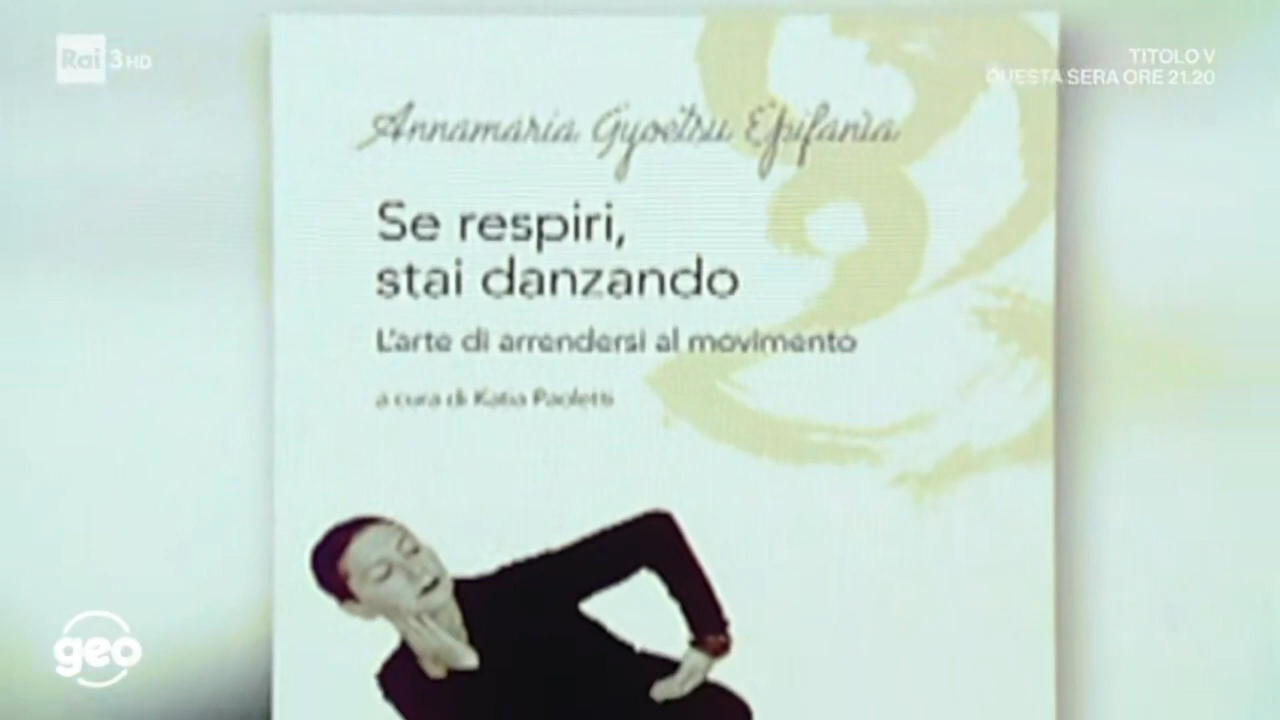 Rai 3HD
TITOLO V
QUESTA SERA ORE 21.20
Annamaria Gyoetsu Epifanìa
Se respiri,
stai danzando
L'arte di arrendersi al movimento
a cura di Katia Paoletti
geo